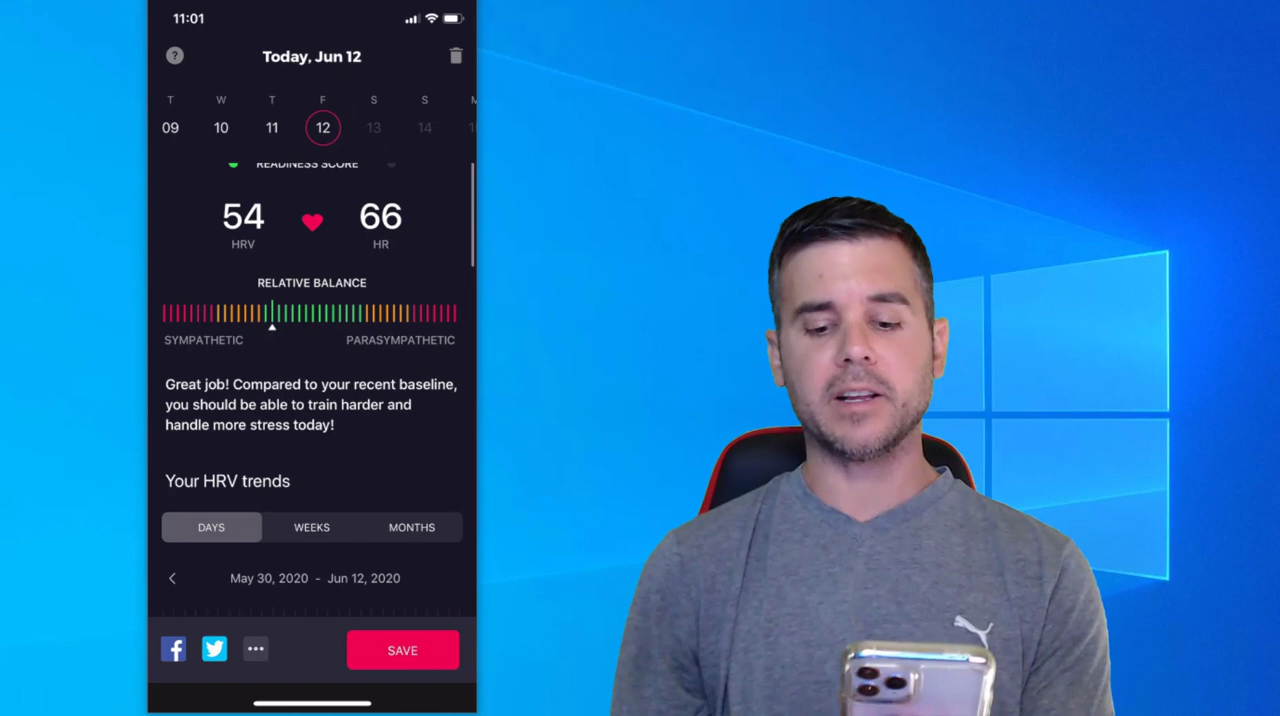 11:01
?
Today, Jun 12
T W T F S S M
09 10 11 12 13 14
READINESS SCORE
54 66
HRV HR
RELATIVE BALANCE
SYMPATHETIC PARASYMPATHETIC
Great job! Compared to your recent baseline,
you should be able to train harder and
handle more stress today!
Your HRV trends
DAYS WEEKS MONTHS
May 30, 2020 - Jun 12, 2020
SAVE